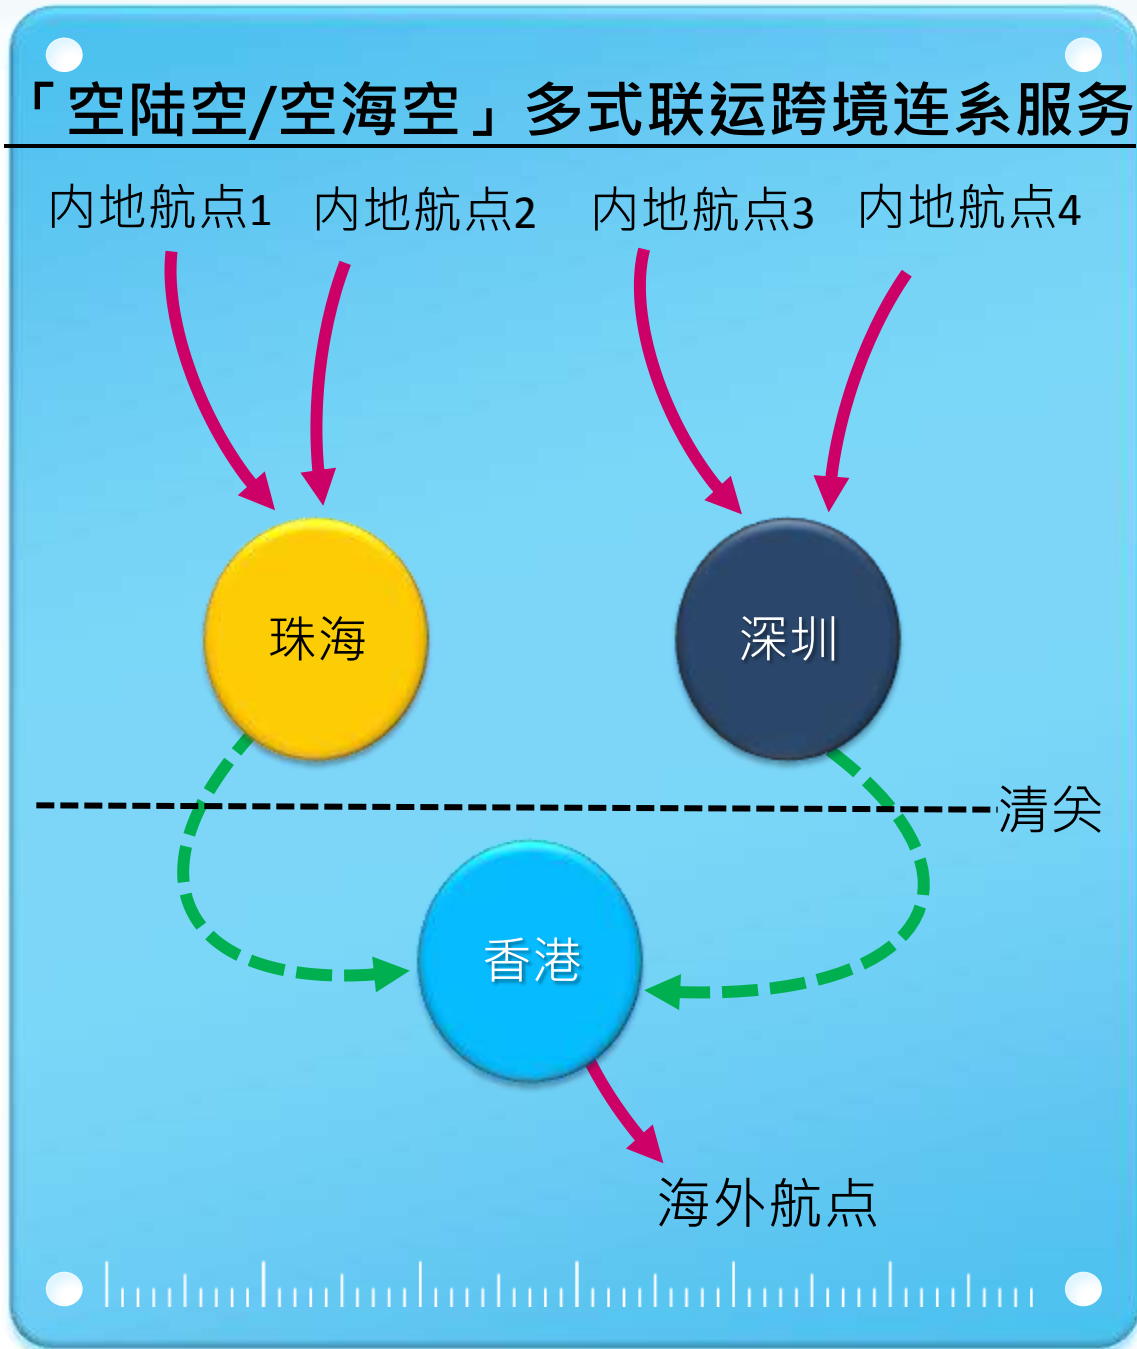 「空陆空/空海空」多式联运跨境连系服务
内地航点1 内地航点2 内地航点3 内地航点4
珠海 深圳
清关
香港
海外航点